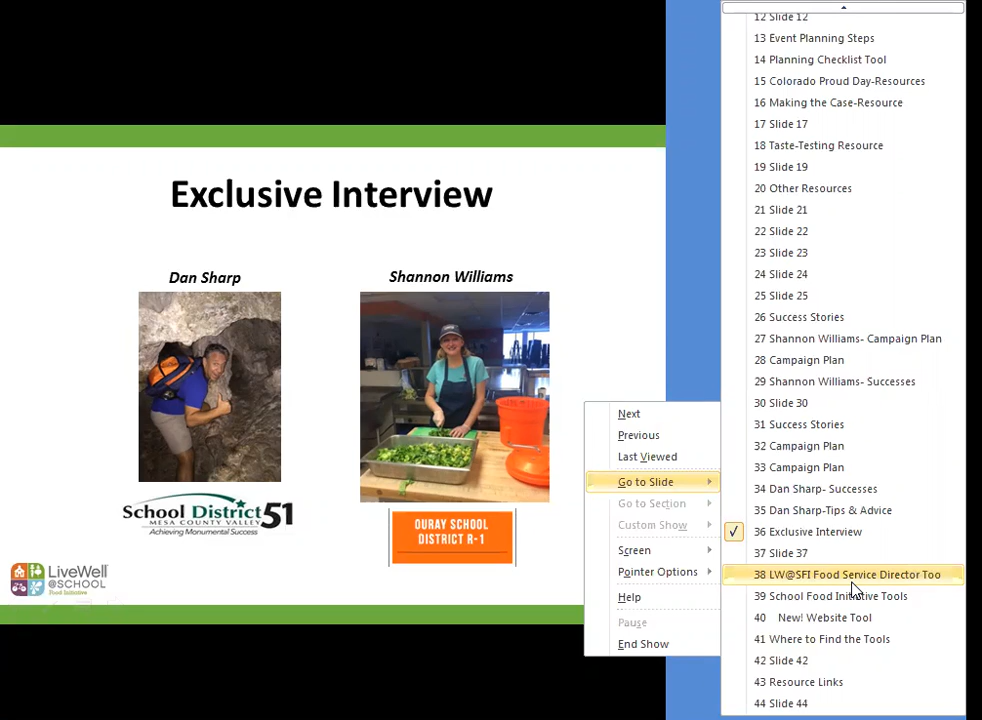 Exclusive Interview
Dan Sharp
Shannon Williams
School District 51
MESA COUNTY VALLEY
Achieving Monumental Success
OURAY SCHOOL
DISTRICT R-1
LiveWell
@SCHOOL
Food Initiative
Next
Previous
Last Viewed
Go to Slide
Go to Section
Custom Show
Screen
Pointer Options
Help
Pause
End Show
12 Slide 12
13 Event Planning Steps
14 Planning Checklist Tool
15 Colorado Proud Day-Resources
16 Making the Case-Resource
17 Slide 17
18 Taste-Testing Resource
19 Slide 19
20 Other Resources
21 Slide 21
22 Slide 22
23 Slide 23
24 Slide 24
25 Slide 25
26 Success Stories
27 Shannon Williams- Campaign Plan
28 Campaign Plan
29 Shannon Williams- Successes
30 Slide 30
31 Success Stories
32 Campaign Plan
33 Campaign Plan
34 Dan Sharp- Successes
35 Dan Sharp-Tips & Advice
36 Exclusive Interview
37 Slide 37
38 LW@SFI Food Service Director Too
39 School Food Initiative Tools
40 New! Website Tool
41 Where to Find the Tools
42 Slide 42
43 Resource Links
44 Slide 44